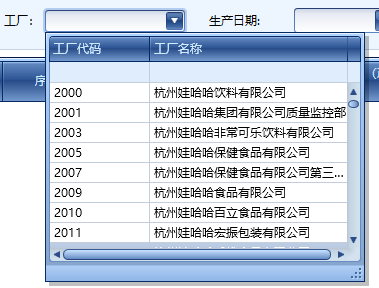 工厂： 生产日期:
工厂代码 工厂名称
序
2000 杭州娃哈哈饮料有限公司
2001 杭州娃哈哈集团有限公司质量监控部
2003 杭州娃哈哈非常可乐饮料有限公司
2005 杭州娃哈哈保健食品有限公司
2007 杭州娃哈哈保健食品有限公司第三...
2009 杭州娃哈哈食品有限公司
2010 杭州娃哈哈百立食品有限公司
2011 杭州娃哈哈宏振包装有限公司